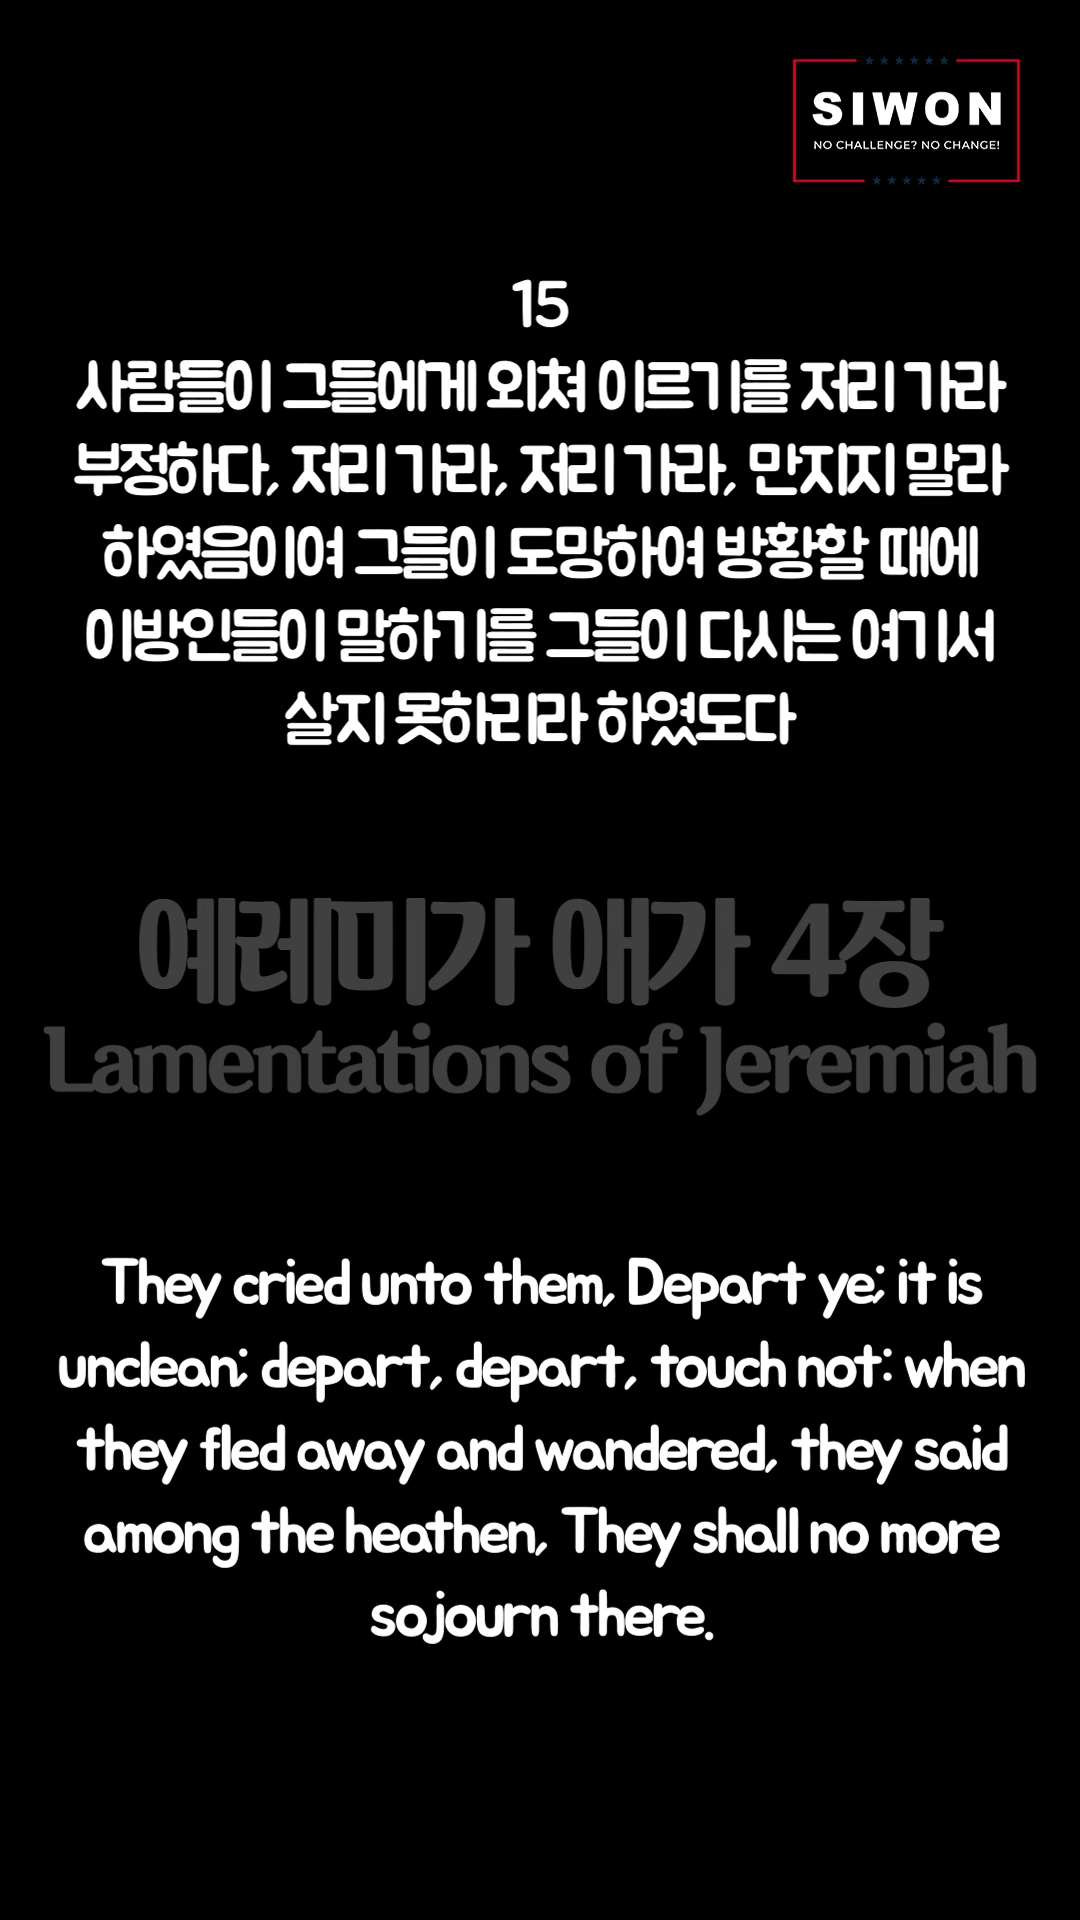 SIWON
NO CHALLENGE? NO CHANGE!
15
사람들이 그들에게 외쳐 이르기를 저리 가라
부정하다, 저리 가라, 저리 가라, 만지지 말라
하였음이여 그들이 도망하여 방황할 때에
이방인들이 말하기를 그들이 다시는 여기서
살지 못하리라 하였도다
예레미가 애가 4장
Lamentations of Jeremiah
They cried unto them, Depart ye; it is
unclean; depart, depart, touch not: when
they fled away and wandered, they said
among the heathen, They shall no more
sojourn there.